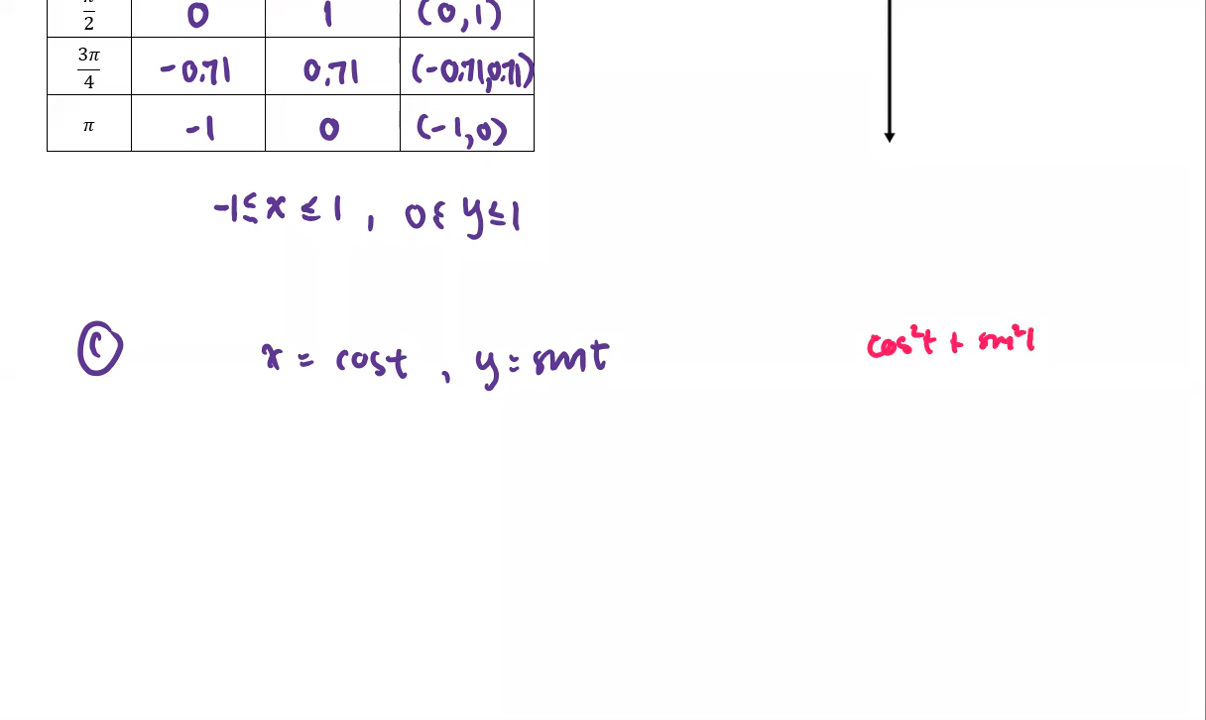 π/2 0 1 (0,1)
3π/4 -0.71 0.71 (-0.71,0.71)
π -1 0 (-1,0)
-1≤x≤1, 0≤y≤1
C x = cost, y = sint
cos²t + sin²t